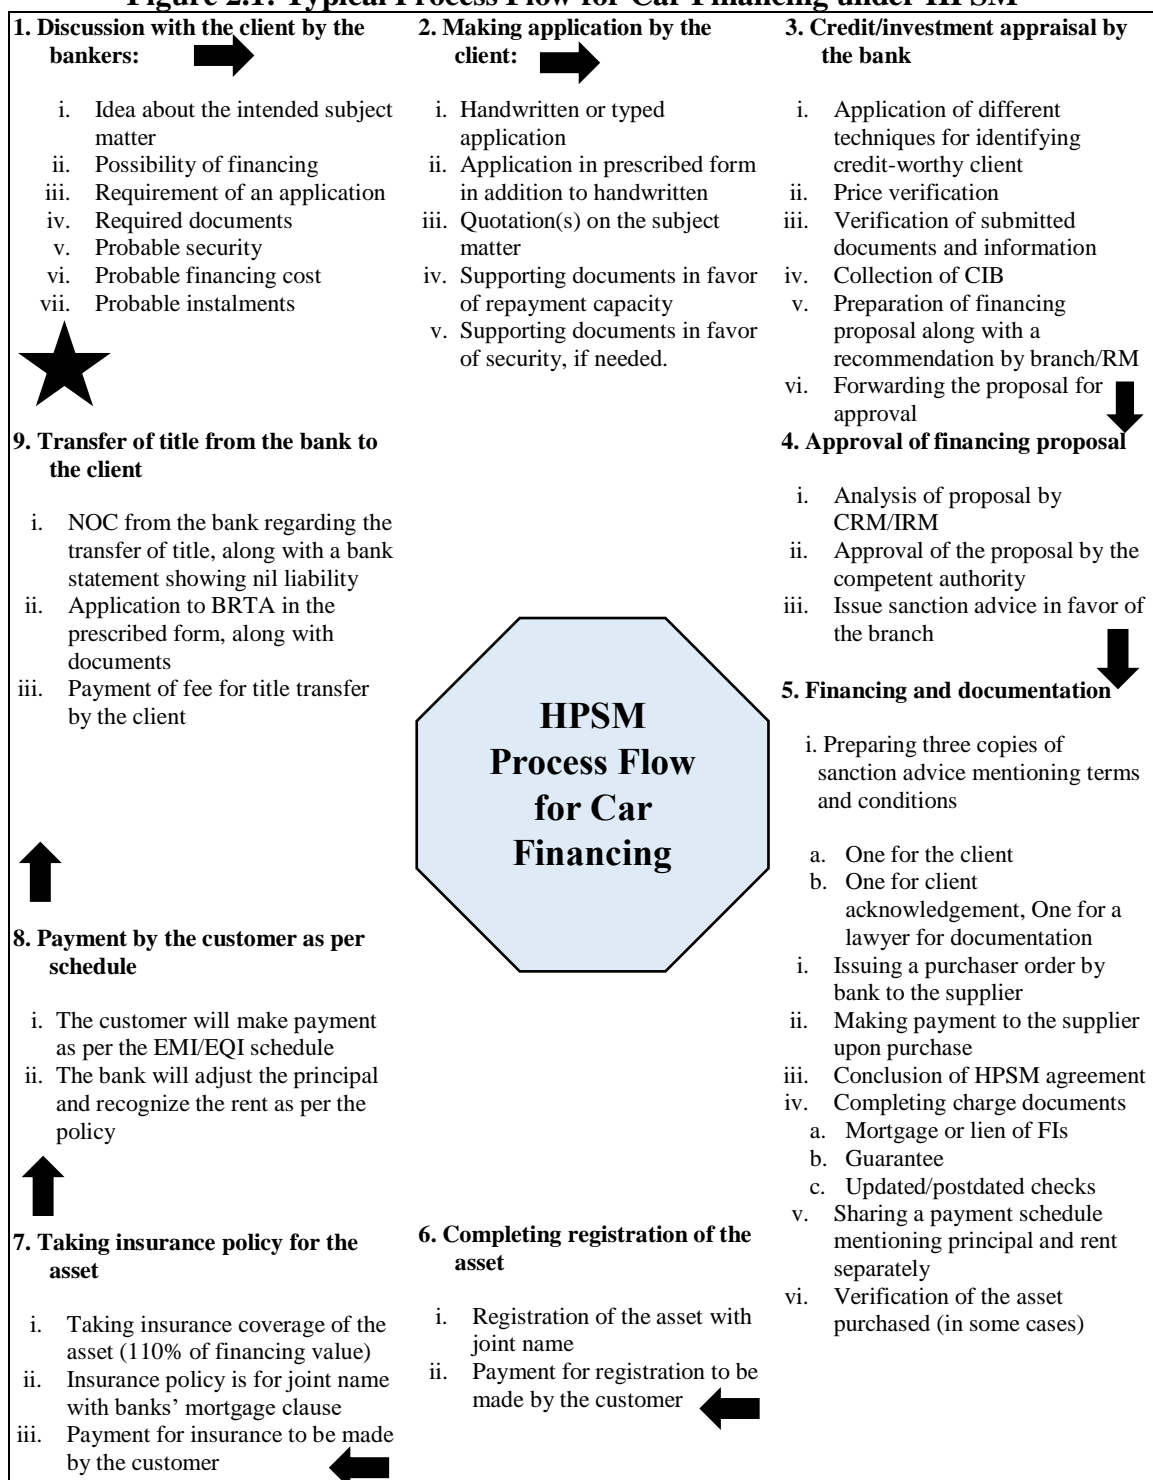 Figure 2.1: Typical Process Flow for Car Financing under HPSM
1. Discussion with the client by the
bankers:
i. Idea about the intended subject
matter
ii. Possibility of financing
iii. Requirement of an application
iv. Required documents
v. Probable security
vi. Probable financing cost
vii. Probable instalments
2. Making application by the
client:
i. Handwritten or typed
application
ii. Application in prescribed form
in addition to handwritten
iii. Quotation(s) on the subject
matter
iv. Supporting documents in favor
of repayment capacity
v. Supporting documents in favor
of security, if needed.
3. Credit/investment appraisal by
the bank
i. Application of different
techniques for identifying
credit-worthy client
ii. Price verification
iii. Verification of submitted
documents and information
iv. Collection of CIB
v. Preparation of financing
proposal along with a
recommendation by branch/RM
vi. Forwarding the proposal for
approval
4. Approval of financing proposal
i. Analysis of proposal by
CRM/IRM
ii. Approval of the proposal by the
competent authority
iii. Issue sanction advice in favor of
the branch
5. Financing and documentation
i. Preparing three copies of
sanction advice mentioning terms
and conditions
a. One for the client
b. One for client
acknowledgement, One for a
lawyer for documentation
i. Issuing a purchaser order by
bank to the supplier
ii. Making payment to the supplier
upon purchase
iii. Conclusion of HPSM agreement
iv. Completing charge documents
a. Mortgage or lien of FIs
b. Guarantee
c. Updated/postdated checks
v. Sharing a payment schedule
mentioning principal and rent
separately
vi. Verification of the asset
purchased (in some cases)
6. Completing registration of the
asset
i. Registration of the asset with
joint name
ii. Payment for registration to be
made by the customer
7. Taking insurance policy for the
asset
i. Taking insurance coverage of the
asset (110% of financing value)
ii. Insurance policy is for joint name
with banks' mortgage clause
iii. Payment for insurance to be made
by the customer
8. Payment by the customer as per
schedule
i. The customer will make payment
as per the EMI/EQI schedule
ii. The bank will adjust the principal
and recognize the rent as per the
policy
9. Transfer of title from the bank to
the client
i. NOC from the bank regarding the
transfer of title, along with a bank
statement showing nil liability
ii. Application to BRTA in the
prescribed form, along with
documents
iii. Payment of fee for title transfer
by the client
HPSM
Process Flow
for Car
Financing